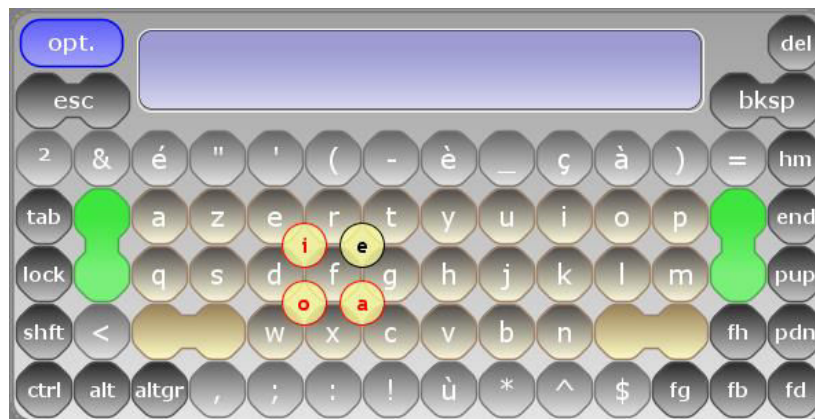 opt. del
esc bksp
² & é " ' ( - è _ ç à ) = hm
tab a z e r t y u i o p end
i e
lock q s d f g h j k l m pup
o a
shft < w x c v b n fh pdn
ctrl alt altgr , ; : ! ù * ^ $ fg fb fd